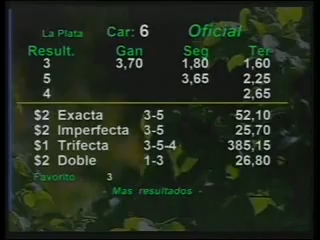 La Plata Car: 6 Oficial
Result. Gan Seg Ter
3 3,70 1,80 1,60
5 3,65 2,25
4 2,65
$2 Exacta 3-5 52,10
$2 Imperfecta 3-5 25,70
$1 Trifecta 3-5-4 385,15
$2 Doble 1-3 26,80
Favorito 3
- Mas resultados -